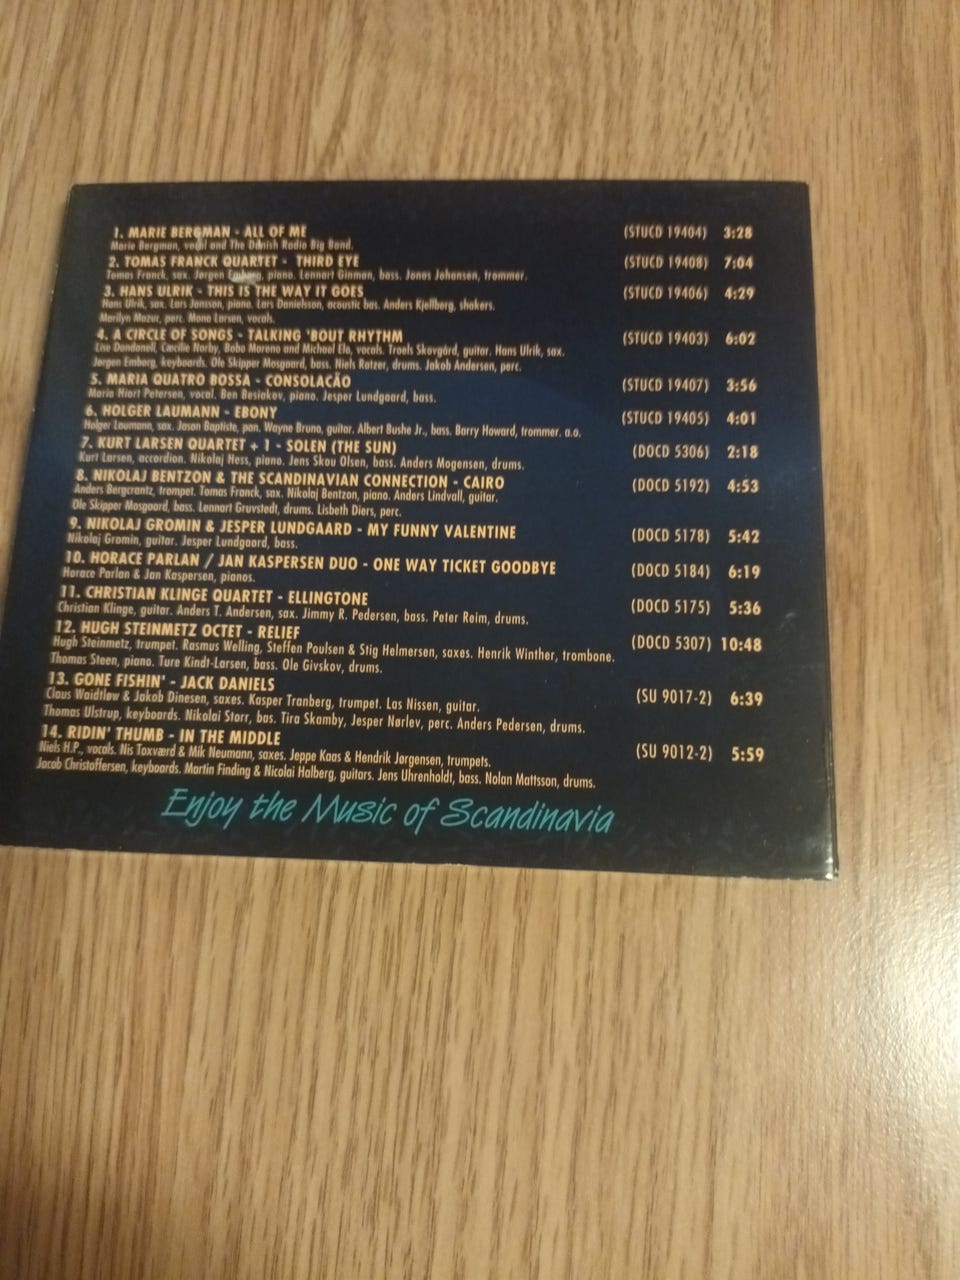 1. MARIE BERGMAN - ALL OF ME (STUCD 19404) 3:28
Marie Bergman, vocal and The Danish Radio Big Band.
2. TOMAS FRANCK QUARTET - THIRD EYE (STUCD 19408) 7:04
Tomas Franck, sax. Jørgen Emborg, piano. Lennart Ginman, bass. Jonas Johansen, trommer.
3. HANS ULRIK - THIS IS THE WAY IT GOES (STUCD 19406) 4:29
Hans Ulrik, sax. Lars Jansson, piano. Lars Danielsson, acoustic bas. Anders Kjellberg, shakers.
Marilyn Mazur, perc. Mona Larsen, vocals.
4. A CIRCLE OF SONGS - TALKING 'BOUT RHYTHM (STUCD 19403) 6:02
Lise Dandanell, Cæcilie Norby, Bebe Moreno and Michael Elo, vocals. Troels Skovgård, guitar. Hans Ulrik, sax.
Jørgen Emborg, keyboards. Ole Skipper Mosgaard, bass. Niels Ratzer, drums. Jakob Andersen, perc.
5. MARIA QUATRO BOSSA - CONSOLACÃO (STUCD 19407) 3:56
Maria Hiort Petersen, vocal. Ben Besiakov, piano. Jesper Lundgaard, bass.
6. HOLGER LAUMANN - EBONY (STUCD 19405) 4:01
Holger Laumann, sax. Jason Baptiste, pan. Wayne Bruno, guitar. Albert Bushe Jr., bass. Barry Howard, trommer. a.o.
7. KURT LARSEN QUARTET + 1 - SOLEN (THE SUN) (DOCD 5306) 2:18
Kurt Larsen, accordion. Nikolaj Hess, piano. Jens Skou Olsen, bass. Anders Mogensen, drums.
8. NIKOLAJ BENTZON & THE SCANDINAVIAN CONNECTION - CAIRO (DOCD 5192) 4:53
Anders Bergcrantz, trompet. Tomas Franck, sax. Nikolaj Bentzon, piano. Anders Lindvall, guitar.
Ole Skipper Mosgaard, bass. Lennart Gruvstedt, drums. Lisbeth Diers, perc.
9. NIKOLAJ GROMIN & JESPER LUNDGAARD - MY FUNNY VALENTINE (DOCD 5178) 5:42
Nikolaj Gromin, guitar. Jesper Lundgaard, bass.
10. HORACE PARLAN / JAN KASPERSEN DUO - ONE WAY TICKET GOODBYE (DOCD 5184) 6:19
Horace Parlan & Jan Kaspersen, pianos.
11. CHRISTIAN KLINGE QUARTET - ELLINGTONE (DOCD 5175) 5:36
Christian Klinge, guitar. Anders T. Andersen, sax. Jimmy R. Pedersen, bass. Peter Reim, drums.
12. HUGH STEINMETZ OCTET - RELIEF (DOCD 5307) 10:48
Hugh Steinmetz, trumpet. Rasmus Welling, Steffen Poulsen & Stig Helmersen, saxes. Henrik Winther, trombone.
Thomas Steen, piano. Ture Kindt-Larsen, bass. Ole Givskov, drums.
13. GONE FISHIN' - JACK DANIELS (SU 9017-2) 6:39
Claus Waidtløw & Jakob Dinesen, saxes. Kasper Tranberg, trumpet. Las Nissen, guitar.
Thomas Ulstrup, keyboards. Nikolai Storr, bas. Tira Skamby, Jesper Nørlev, perc. Anders Pedersen, drums.
14. RIDIN' THUMB - IN THE MIDDLE (SU 9012-2) 5:59
Niels H.P., vocals. Nis Toxværd & Mik Neumann, saxes. Jeppe Kaas & Hendrik Jørgensen, trumpets.
Jacob Christoffersen, keyboards. Martin Finding & Nicolai Halberg, guitars. Jens Uhrenholdt, bass. Nolan Mattsson, drums.
Enjoy the Music of Scandinavia